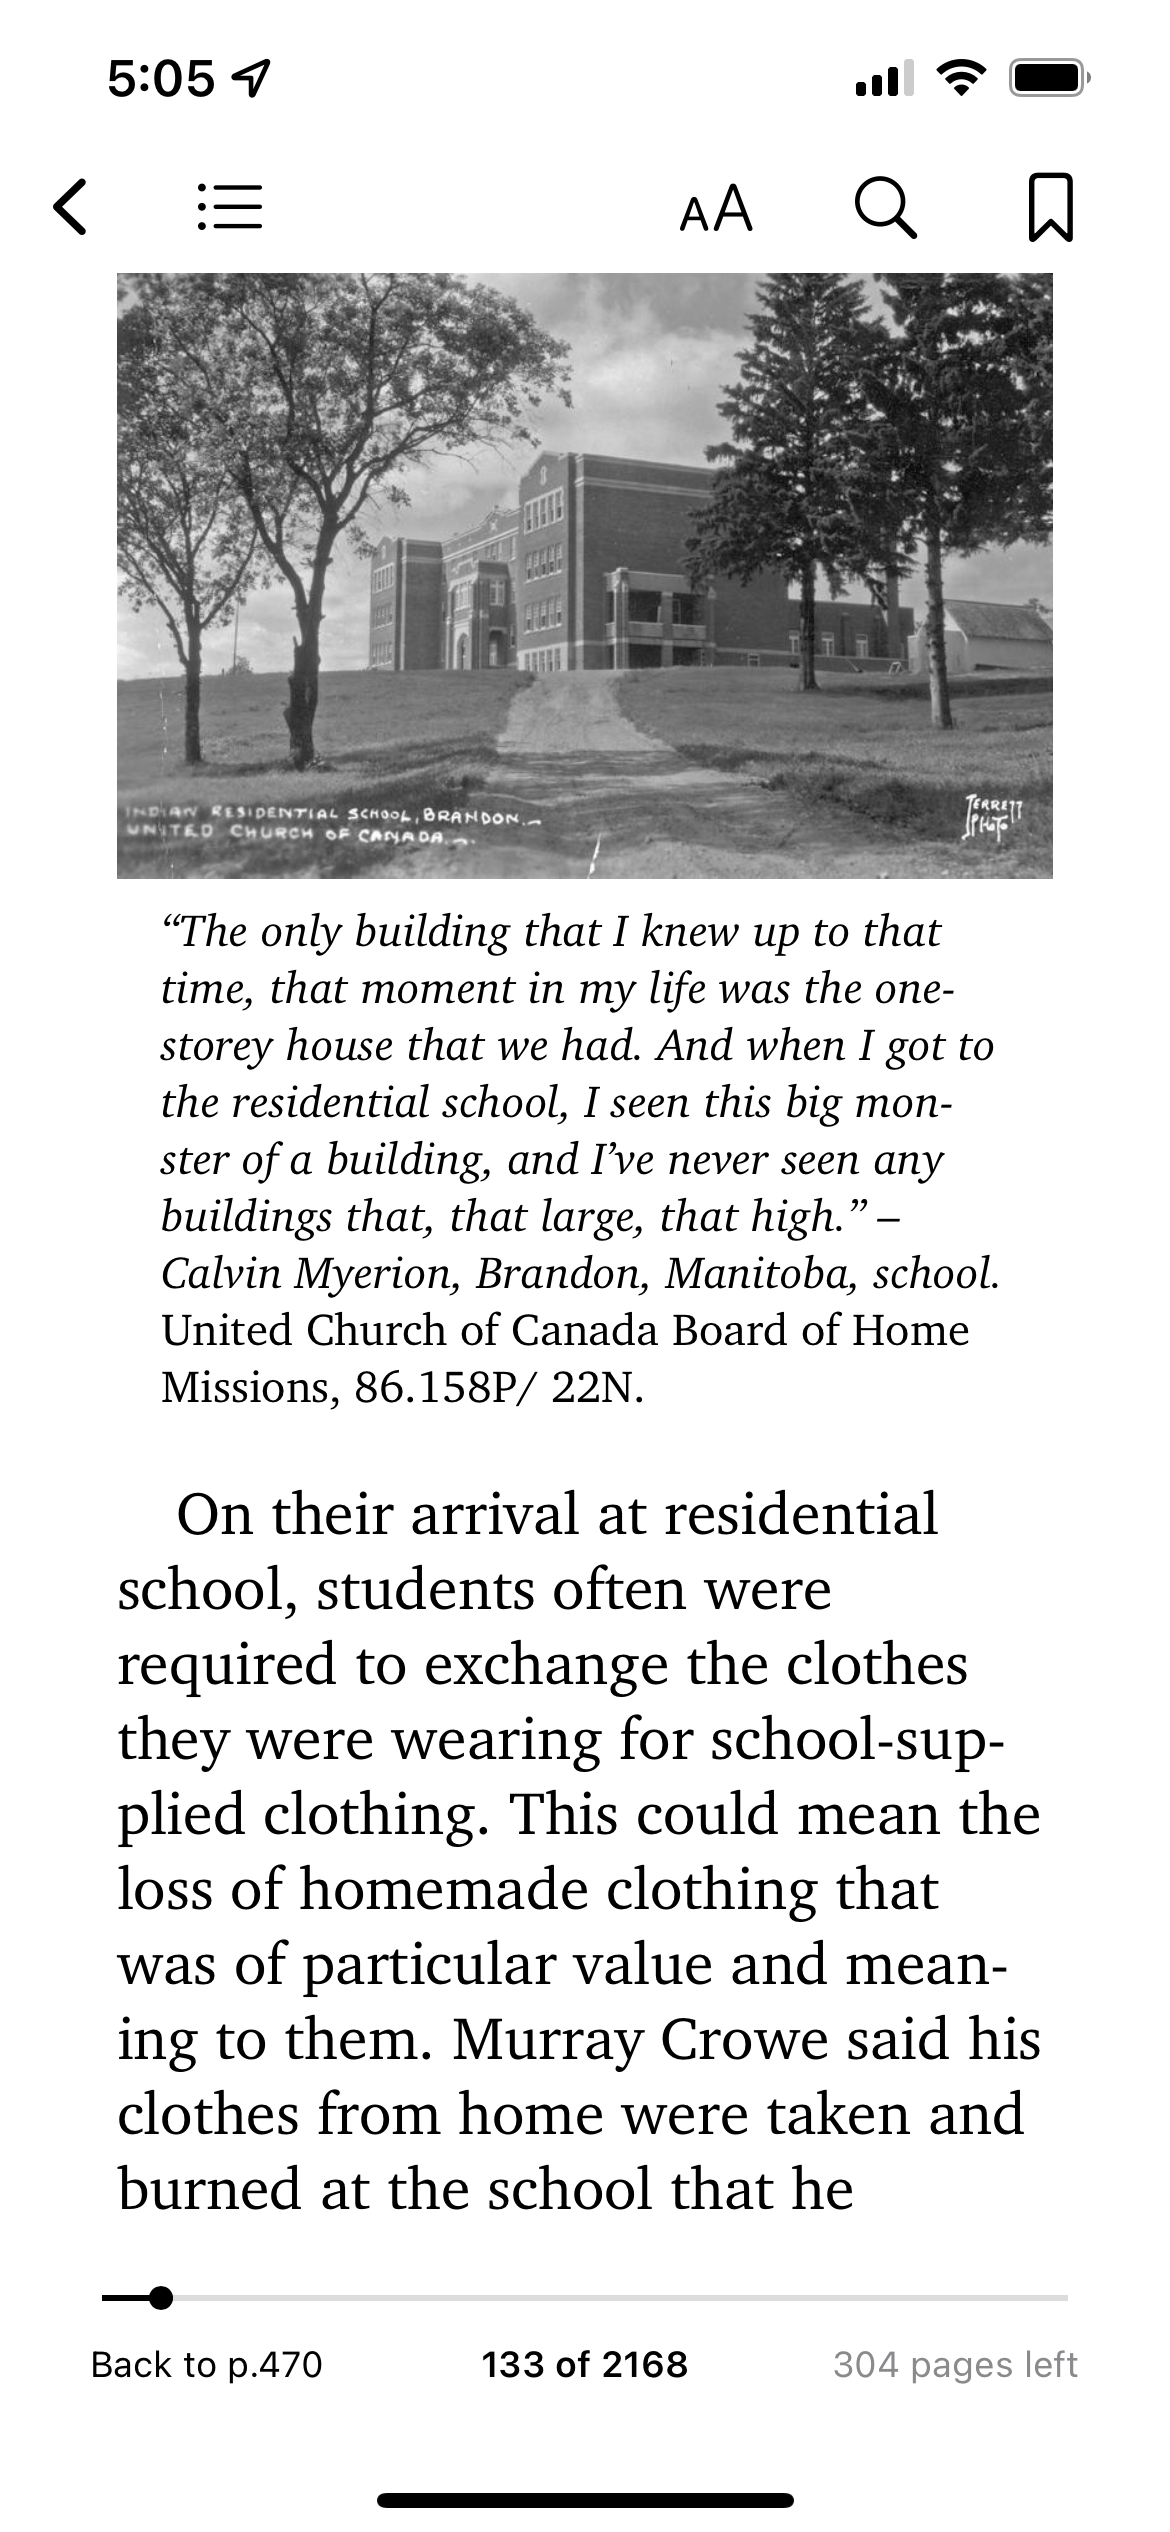 5:05
AA
INDIAN RESIDENTIAL SCHOOL, BRANDON.
UNITED CHURCH OF CANADA.
JERRETT
PHOTO
“The only building that I knew up to that
time, that moment in my life was the one-
storey house that we had. And when I got to
the residential school, I seen this big mon-
ster of a building, and I’ve never seen any
buildings that, that large, that high.” –
Calvin Myerion, Brandon, Manitoba, school.
United Church of Canada Board of Home
Missions, 86.158P/ 22N.
On their arrival at residential
school, students often were
required to exchange the clothes
they were wearing for school-sup-
plied clothing. This could mean the
loss of homemade clothing that
was of particular value and mean-
ing to them. Murray Crowe said his
clothes from home were taken and
burned at the school that he
Back to p.470
133 of 2168
304 pages left